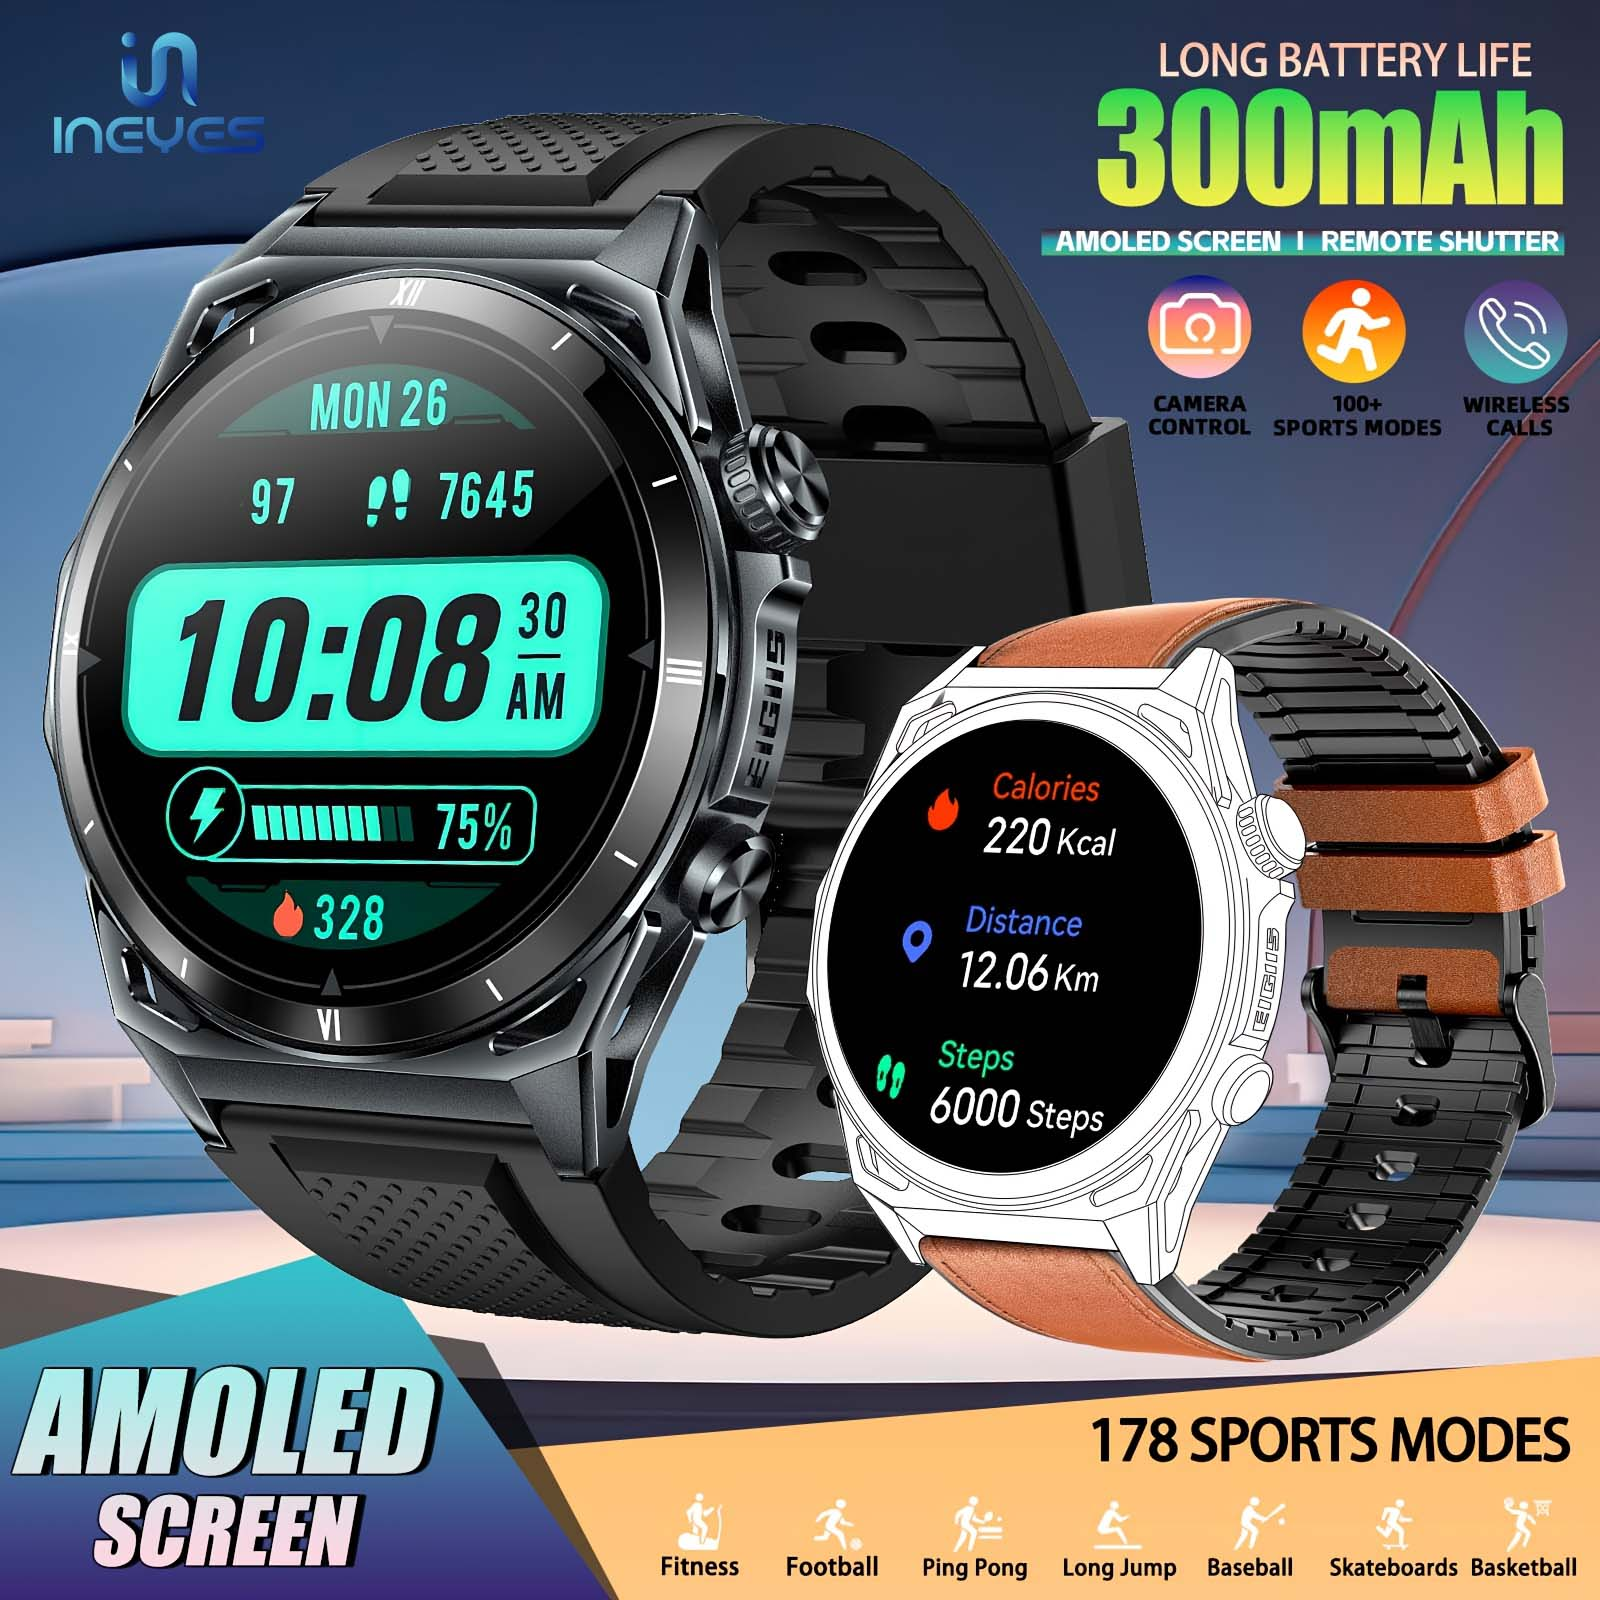 INEYES
LONG BATTERY LIFE
300mAh
AMOLED SCREEN | REMOTE SHUTTER
CAMERA
CONTROL
100+
SPORTS MODES
WIRELESS
CALLS
XII
MON 26
97 7645
10:08 30
AM
IX
75%
328
VI
EIGIIS
Calories
220 Kcal
Distance
12.06 Km
Steps
6000 Steps
EIGIIS
AMOLED
SCREEN
178 SPORTS MODES
Fitness Football Ping Pong Long Jump Baseball Skateboards Basketball